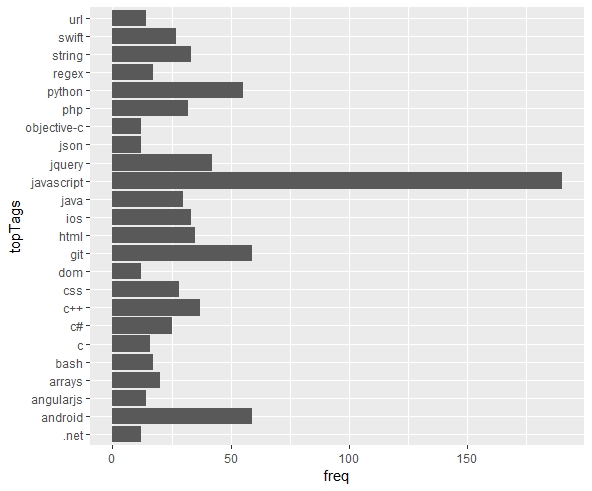 url
swift
string
regex
python
php
objective-c
json
jquery
javascript
java
ios
html
git
dom
css
c++
c#
c
bash
arrays
angularjs
android
.net
topTags
0 50 100 150
freq